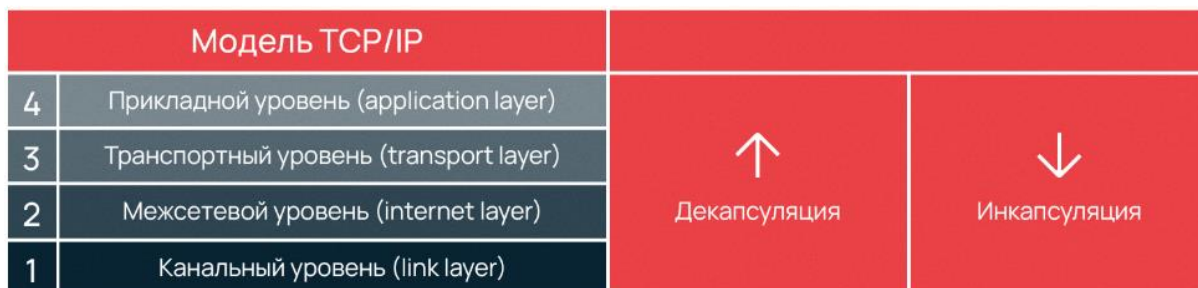 Модель TCP/IP
4 Прикладной уровень (application layer)
3 Транспортный уровень (transport layer)
2 Межсетевой уровень (internet layer)
1 Канальный уровень (link layer)
Декапсуляция
Инкапсуляция